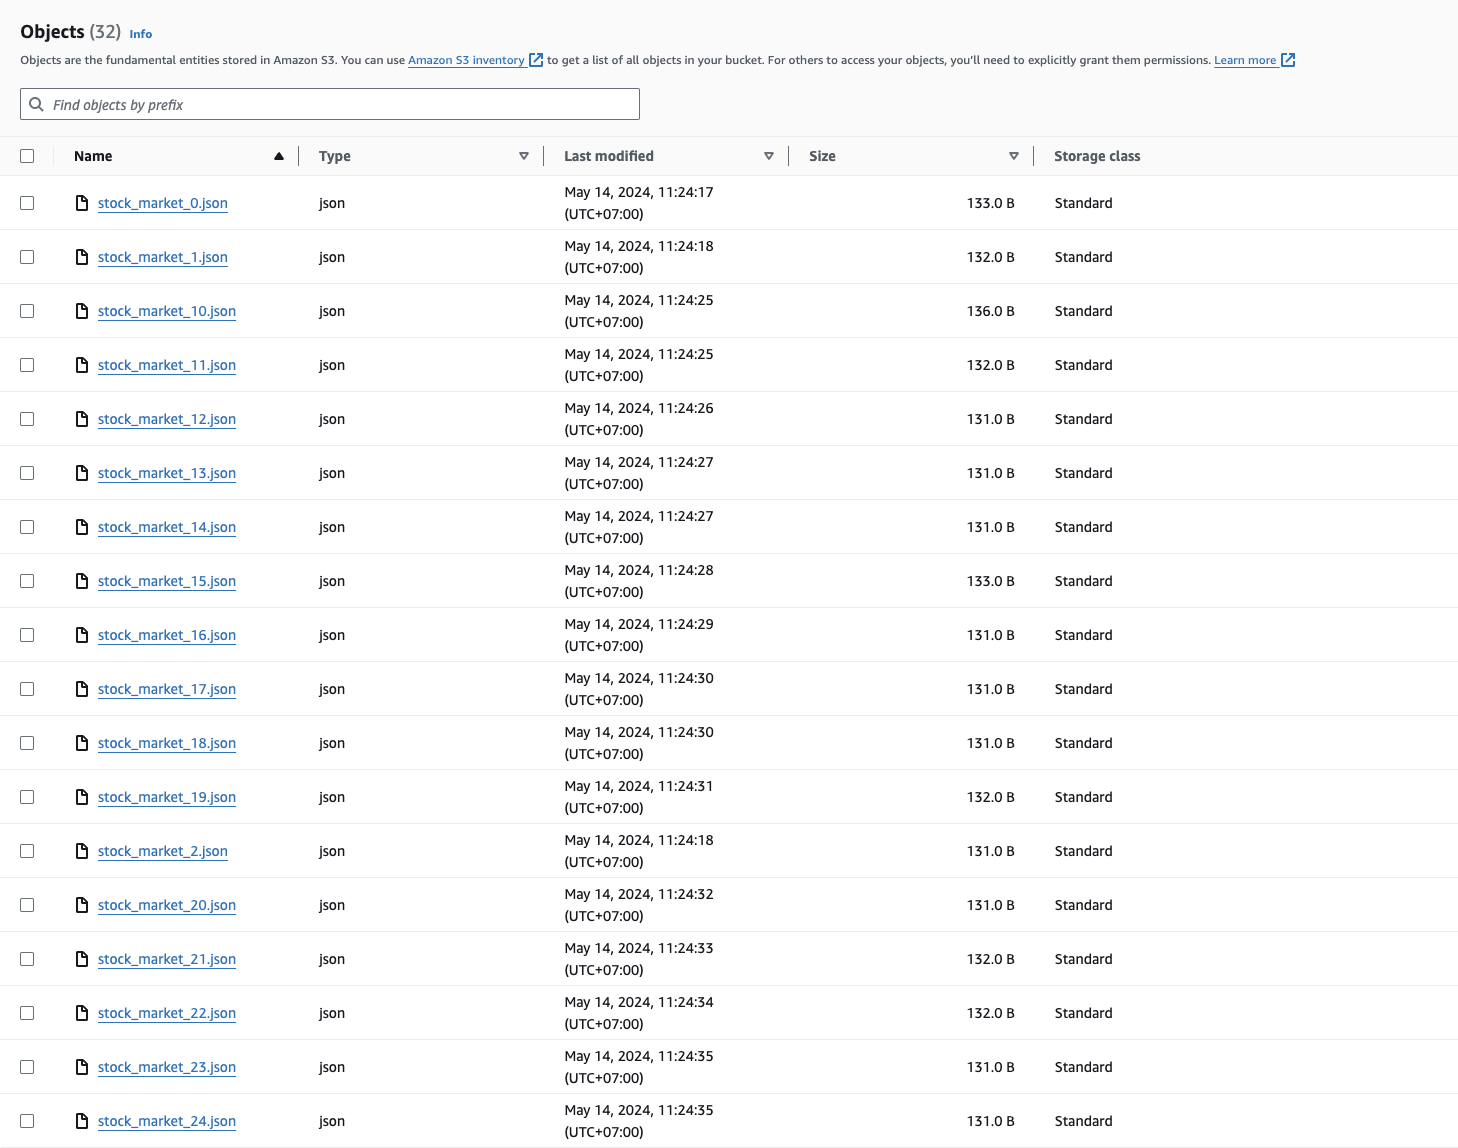 Objects (32) Info
Objects are the fundamental entities stored in Amazon S3. You can use Amazon S3 inventory to get a list of all objects in your bucket. For others to access your objects, you'll need to explicitly grant them permissions. Learn more
Find objects by prefix
Name Type Last modified Size Storage class
stock_market_0.json json May 14, 2024, 11:24:17 (UTC+07:00) 133.0 B Standard
stock_market_1.json json May 14, 2024, 11:24:18 (UTC+07:00) 132.0 B Standard
stock_market_10.json json May 14, 2024, 11:24:25 (UTC+07:00) 136.0 B Standard
stock_market_11.json json May 14, 2024, 11:24:25 (UTC+07:00) 132.0 B Standard
stock_market_12.json json May 14, 2024, 11:24:26 (UTC+07:00) 131.0 B Standard
stock_market_13.json json May 14, 2024, 11:24:27 (UTC+07:00) 131.0 B Standard
stock_market_14.json json May 14, 2024, 11:24:27 (UTC+07:00) 131.0 B Standard
stock_market_15.json json May 14, 2024, 11:24:28 (UTC+07:00) 133.0 B Standard
stock_market_16.json json May 14, 2024, 11:24:29 (UTC+07:00) 131.0 B Standard
stock_market_17.json json May 14, 2024, 11:24:30 (UTC+07:00) 131.0 B Standard
stock_market_18.json json May 14, 2024, 11:24:30 (UTC+07:00) 131.0 B Standard
stock_market_19.json json May 14, 2024, 11:24:31 (UTC+07:00) 132.0 B Standard
stock_market_2.json json May 14, 2024, 11:24:18 (UTC+07:00) 131.0 B Standard
stock_market_20.json json May 14, 2024, 11:24:32 (UTC+07:00) 131.0 B Standard
stock_market_21.json json May 14, 2024, 11:24:33 (UTC+07:00) 132.0 B Standard
stock_market_22.json json May 14, 2024, 11:24:34 (UTC+07:00) 132.0 B Standard
stock_market_23.json json May 14, 2024, 11:24:35 (UTC+07:00) 131.0 B Standard
stock_market_24.json json May 14, 2024, 11:24:35 (UTC+07:00) 131.0 B Standard